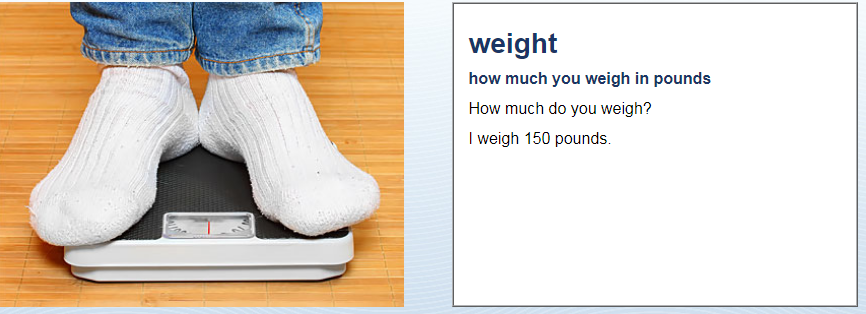 weight
how much you weigh in pounds
How much do you weigh?
I weigh 150 pounds.